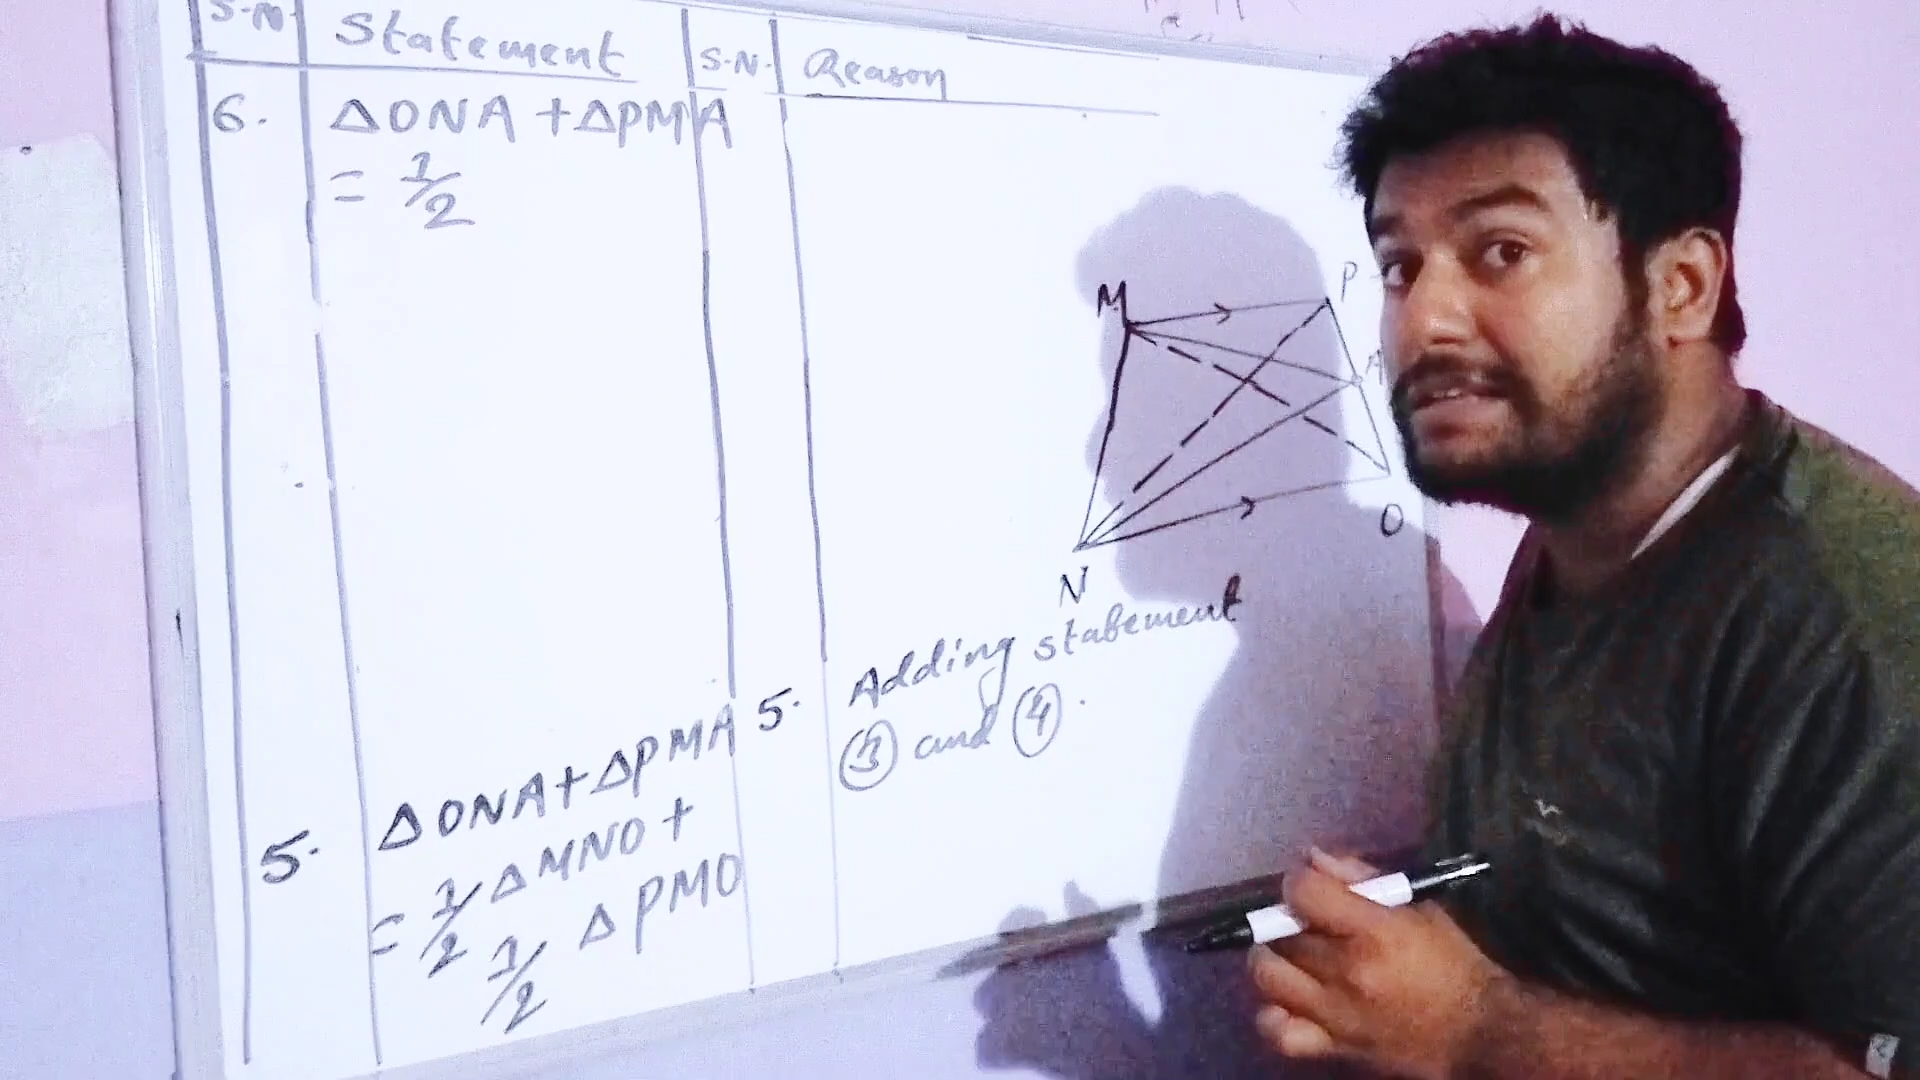 S.N. Statement S.N. Reason
6. ΔONA + ΔPMA
= 1/2
M
P
A
O
N
5. ΔONA + ΔPMA
= 1/2 ΔMNO +
1/2 ΔPMO
5. Adding statement
③ and ④.